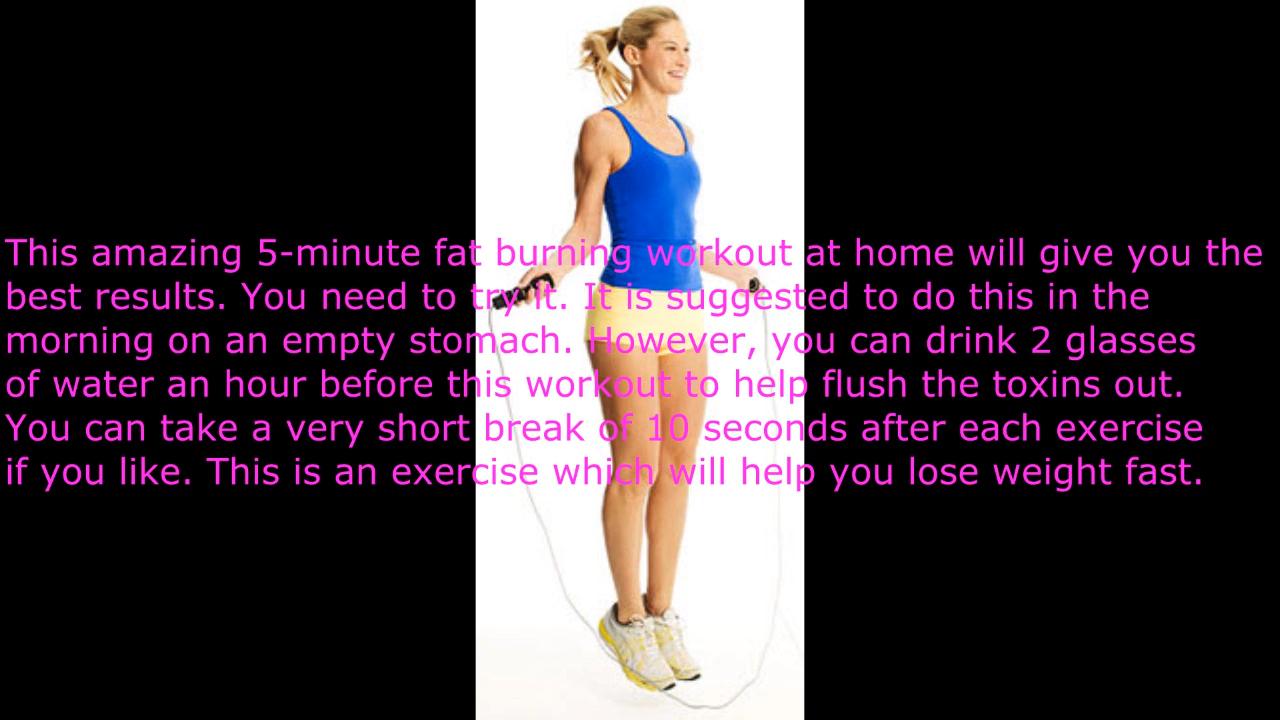 This amazing 5-minute fat burning workout at home will give you the
best results. You need to try it. It is suggested to do this in the
morning on an empty stomach. However, you can drink 2 glasses
of water an hour before this workout to help flush the toxins out.
You can take a very short break of 10 seconds after each exercise
if you like. This is an exercise which will help you lose weight fast.